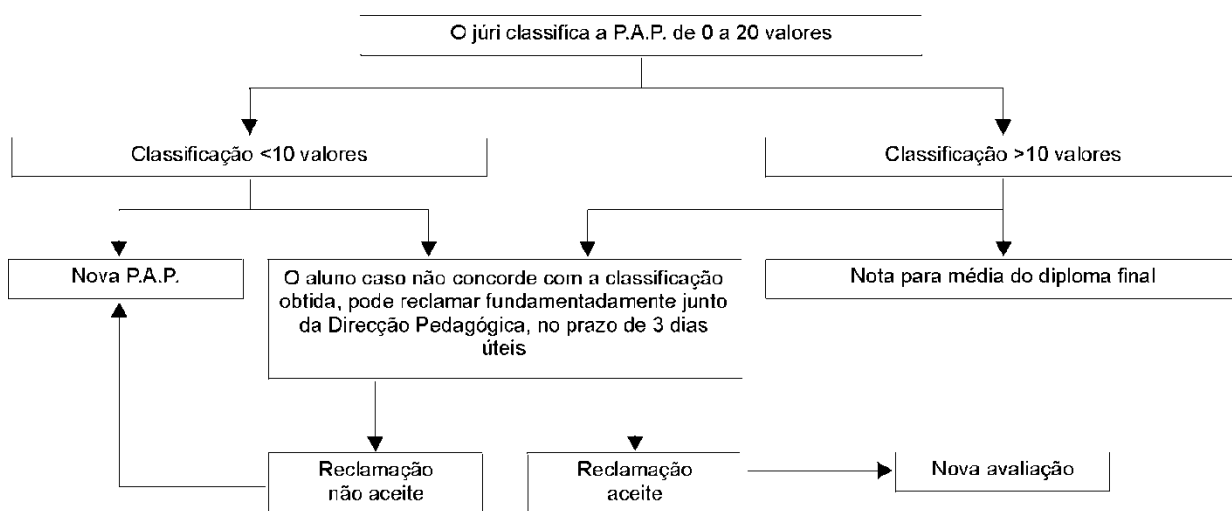 O júri classifica a P.A.P. de 0 a 20 valores
Classificação <10 valores
Classificação >10 valores
Nova P.A.P.
O aluno caso não concorde com a classificação
obtida, pode reclamar fundamentadamente junto
da Direcção Pedagógica, no prazo de 3 dias
úteis
Nota para média do diploma final
Reclamação
não aceite
Reclamação
aceite
Nova avaliação